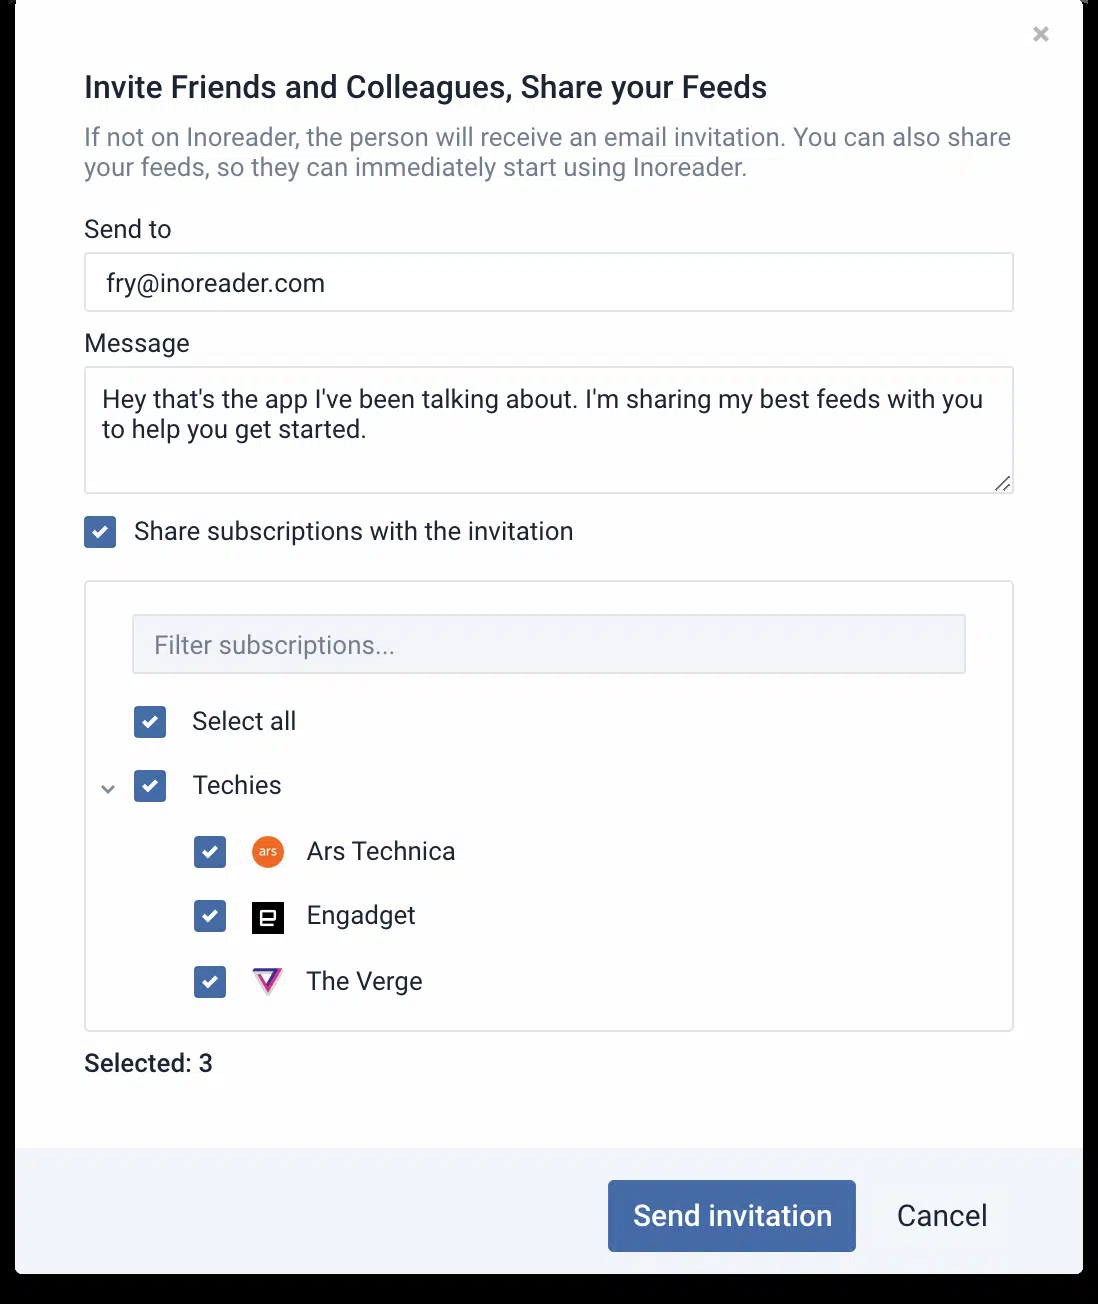 Invite Friends and Colleagues, Share your Feeds
If not on Inoreader, the person will receive an email invitation. You can also share
your feeds, so they can immediately start using Inoreader.
Send to
fry@inoreader.com
Message
Hey that's the app I've been talking about. I'm sharing my best feeds with you
to help you get started.
Share subscriptions with the invitation
Filter subscriptions...
Select all
Techies
ars Ars Technica
Engadget
The Verge
Selected: 3
Send invitation Cancel